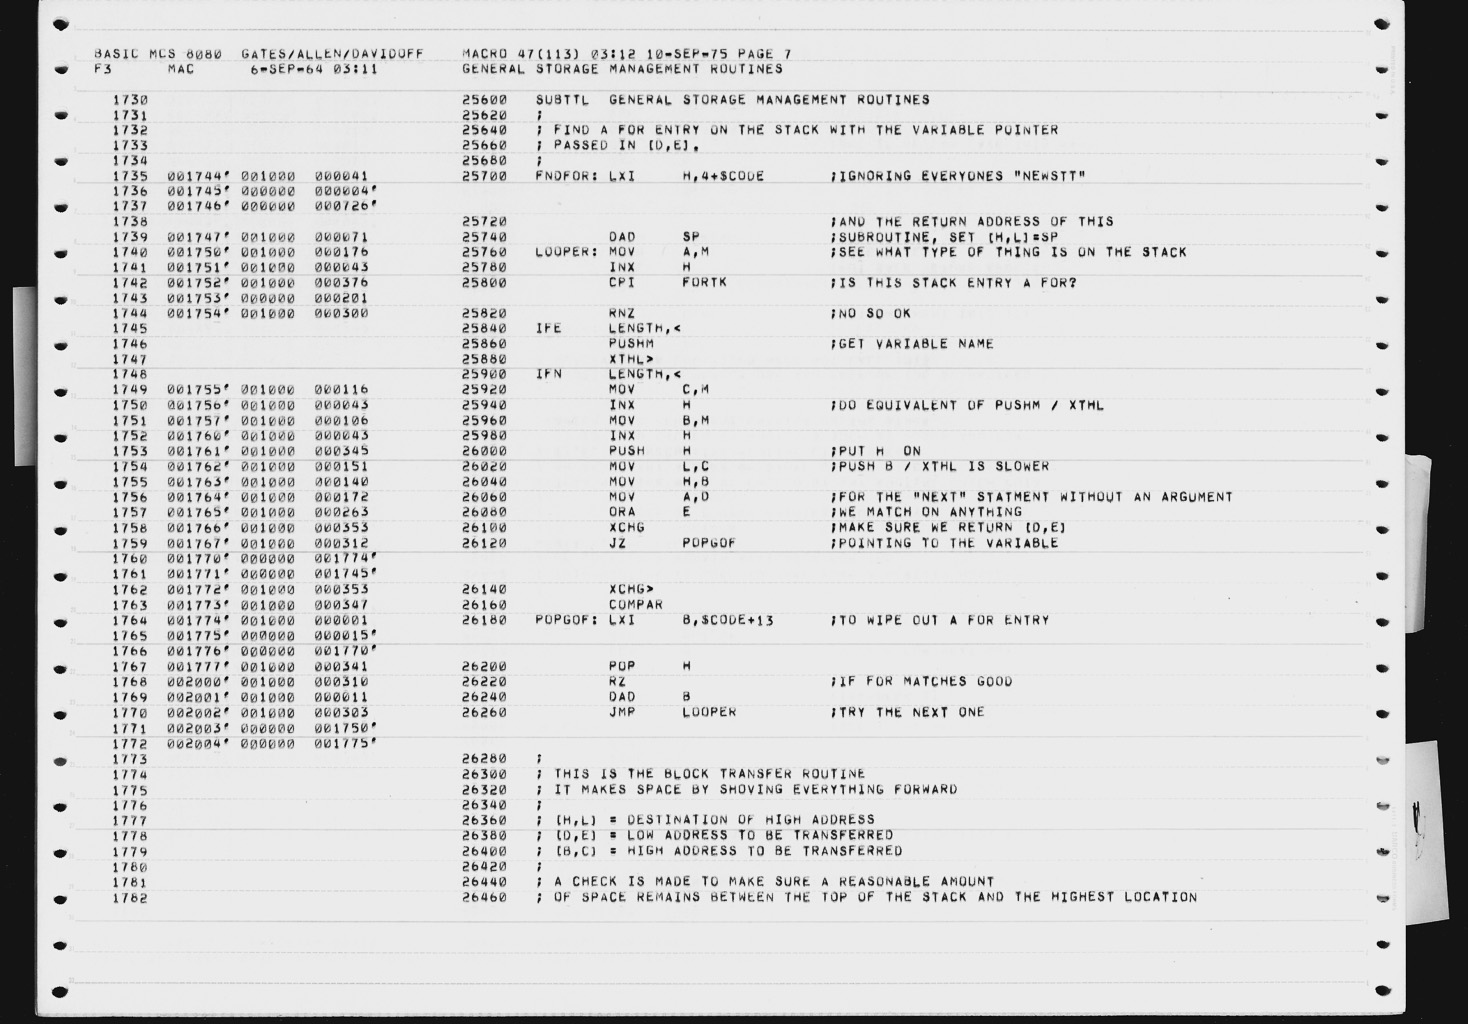 BASIC MCS 8080  GATES/ALLEN/DAVIDOFF    MACRO 47(113) 03:12 10-SEP-75 PAGE 7
F3      MAC      6-SEP-64 03:11         GENERAL STORAGE MANAGEMENT ROUTINES
1730                                    25600   SUBTTL  GENERAL STORAGE MANAGEMENT ROUTINES
1731                                    25620   ;
1732                                    25640   ; FIND A FOR ENTRY ON THE STACK WITH THE VARIABLE POINTER
1733                                    25660   ; PASSED IN [D,E].
1734                                    25680   ;
1735  001744' 001000  000041            25700   FNDFOR: LXI     H,4+$CODE       ;IGNORING EVERYONES "NEWSTT"
1736  001745' 000000  000004'
1737  001746' 000000  000726'
1738                                    25720                                   ;AND THE RETURN ADDRESS OF THIS
1739  001747' 001000  000071            25740           DAD     SP              ;SUBROUTINE, SET [H,L]=SP
1740  001750' 001000  000176            25760   LOOPER: MOV     A,M             ;SEE WHAT TYPE OF THING IS ON THE STACK
1741  001751' 001000  000043            25780           INX     H
1742  001752' 001000  000376            25800           CPI     FORTK           ;IS THIS STACK ENTRY A FOR?
1743  001753' 000000  000201
1744  001754' 001000  000300            25820           RNZ                     ;NO SO OK
1745                                    25840   IFE     LENGTH,<
1746                                    25860           PUSHM                   ;GET VARIABLE NAME
1747                                    25880           XTHL>
1748                                    25900   IFN     LENGTH,<
1749  001755' 001000  000116            25920           MOV     C,M
1750  001756' 001000  000043            25940           INX     H               ;DO EQUIVALENT OF PUSHM / XTHL
1751  001757' 001000  000106            25960           MOV     B,M
1752  001760' 001000  000043            25980           INX     H
1753  001761' 001000  000345            26000           PUSH    H               ;PUT H  ON
1754  001762' 001000  000151            26020           MOV     L,C             ;PUSH B / XTHL IS SLOWER
1755  001763' 001000  000140            26040           MOV     H,B
1756  001764' 001000  000172            26060           MOV     A,D             ;FOR THE "NEXT" STATMENT WITHOUT AN ARGUMENT
1757  001765' 001000  000263            26080           ORA     E               ;WE MATCH ON ANYTHING
1758  001766' 001000  000353            26100           XCHG                    ;MAKE SURE WE RETURN [D,E]
1759  001767' 001000  000312            26120           JZ      POPGOF          ;POINTING TO THE VARIABLE
1760  001770' 000000  001774'
1761  001771' 000000  001745'
1762  001772' 001000  000353            26140           XCHG>
1763  001773' 001000  000347            26160           COMPAR
1764  001774' 001000  000001            26180   POPGOF: LXI     B,$CODE+13      ;TO WIPE OUT A FOR ENTRY
1765  001775' 000000  000015'
1766  001776' 000000  001770'
1767  001777' 001000  000341            26200           POP     H
1768  002000' 001000  000310            26220           RZ                      ;IF FOR MATCHES GOOD
1769  002001' 001000  000011            26240           DAD     B
1770  002002' 001000  000303            26260           JMP     LOOPER          ;TRY THE NEXT ONE
1771  002003' 000000  001750'
1772  002004' 000000  001775'
1773                                    26280   ;
1774                                    26300   ; THIS IS THE BLOCK TRANSFER ROUTINE
1775                                    26320   ; IT MAKES SPACE BY SHOVING EVERYTHING FORWARD
1776                                    26340   ;
1777                                    26360   ; [H,L] = DESTINATION OF HIGH ADDRESS
1778                                    26380   ; [D,E] = LOW ADDRESS TO BE TRANSFERRED
1779                                    26400   ; [B,C] = HIGH ADDRESS TO BE TRANSFERRED
1780                                    26420   ;
1781                                    26440   ; A CHECK IS MADE TO MAKE SURE A REASONABLE AMOUNT
1782                                    26460   ; OF SPACE REMAINS BETWEEN THE TOP OF THE STACK AND THE HIGHEST LOCATION